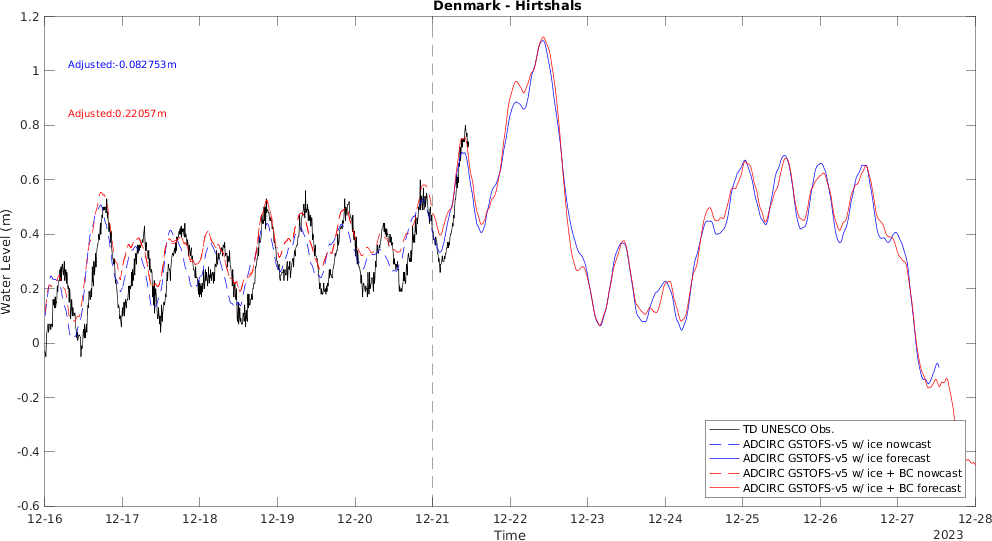 Denmark - Hirtshals
1.2
1
0.8
0.6
0.4
0.2
0
-0.2
-0.4
-0.6
Water Level (m)
Adjusted:-0.082753m
Adjusted:0.22057m
TD UNESCO Obs.
ADCIRC GSTOFS-v5 w/ ice nowcast
ADCIRC GSTOFS-v5 w/ ice forecast
ADCIRC GSTOFS-v5 w/ ice + BC nowcast
ADCIRC GSTOFS-v5 w/ ice + BC forecast
12-16 12-17 12-18 12-19 12-20 12-21 12-22 12-23 12-24 12-25 12-26 12-27 12-28
Time
2023